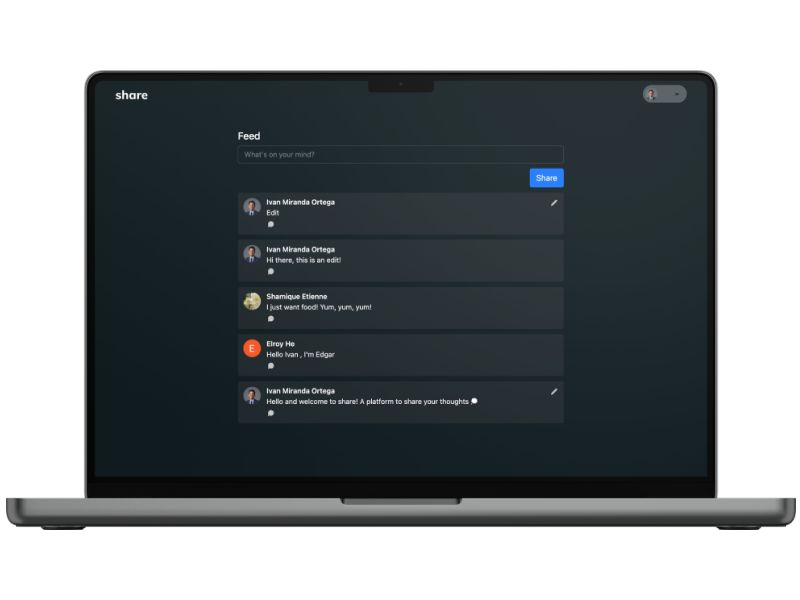 share
Feed
What's on your mind?
Share
Ivan Miranda Ortega
Edit
Ivan Miranda Ortega
Hi there, this is an edit!
Shamique Etienne
I just want food! Yum, yum, yum!
E
Elroy He
Hello Ivan , I'm Edgar
Ivan Miranda Ortega
Hello and welcome to share! A platform to share your thoughts 💭